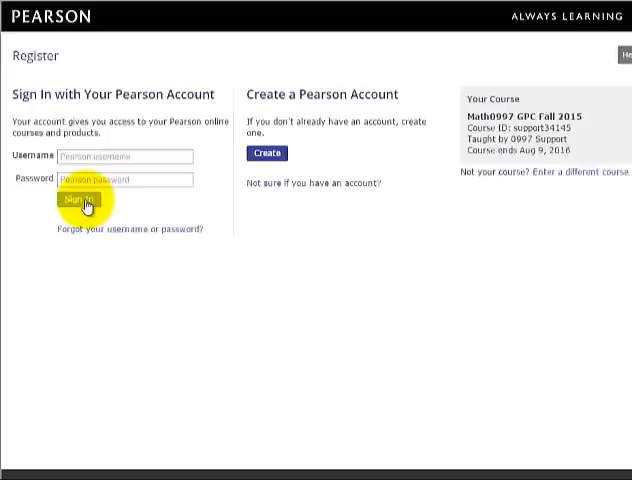 PEARSON
ALWAYS LEARNING
Register
He
Sign In with Your Pearson Account
Your account gives you access to your Pearson online
courses and products.
Username Pearson username
Password Pearson password
Sign In
Forgot your username or password?
Create a Pearson Account
If you don't already have an account, create
one.
Create
Not sure if you have an account?
Your Course
Math0997 GPC Fall 2015
Course ID: support34145
Taught by 0997 Support
Course ends Aug 9, 2016
Not your course? Enter a different course